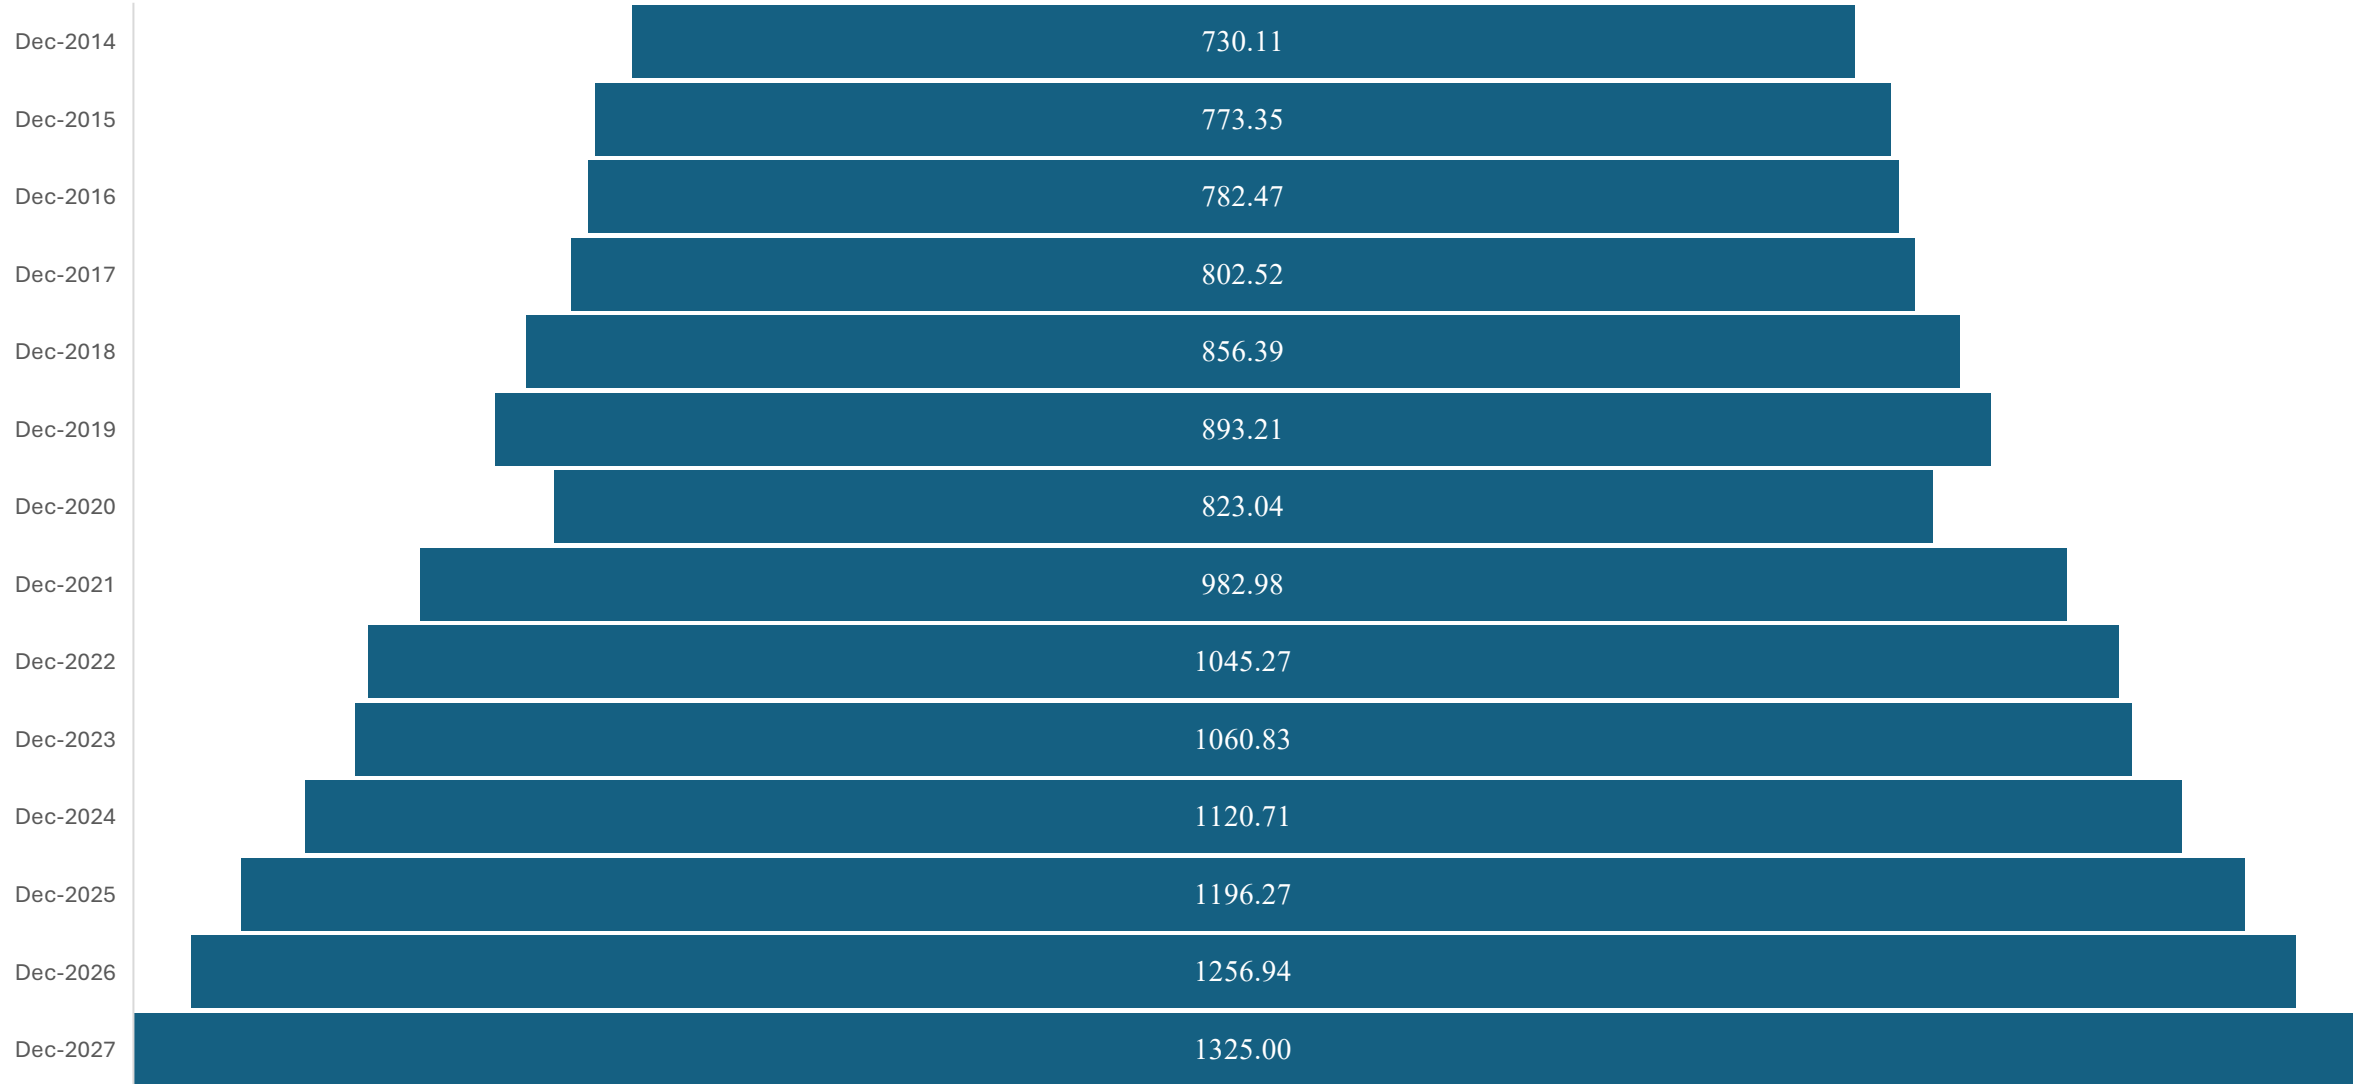 Dec-2014 730.11
Dec-2015 773.35
Dec-2016 782.47
Dec-2017 802.52
Dec-2018 856.39
Dec-2019 893.21
Dec-2020 823.04
Dec-2021 982.98
Dec-2022 1045.27
Dec-2023 1060.83
Dec-2024 1120.71
Dec-2025 1196.27
Dec-2026 1256.94
Dec-2027 1325.00